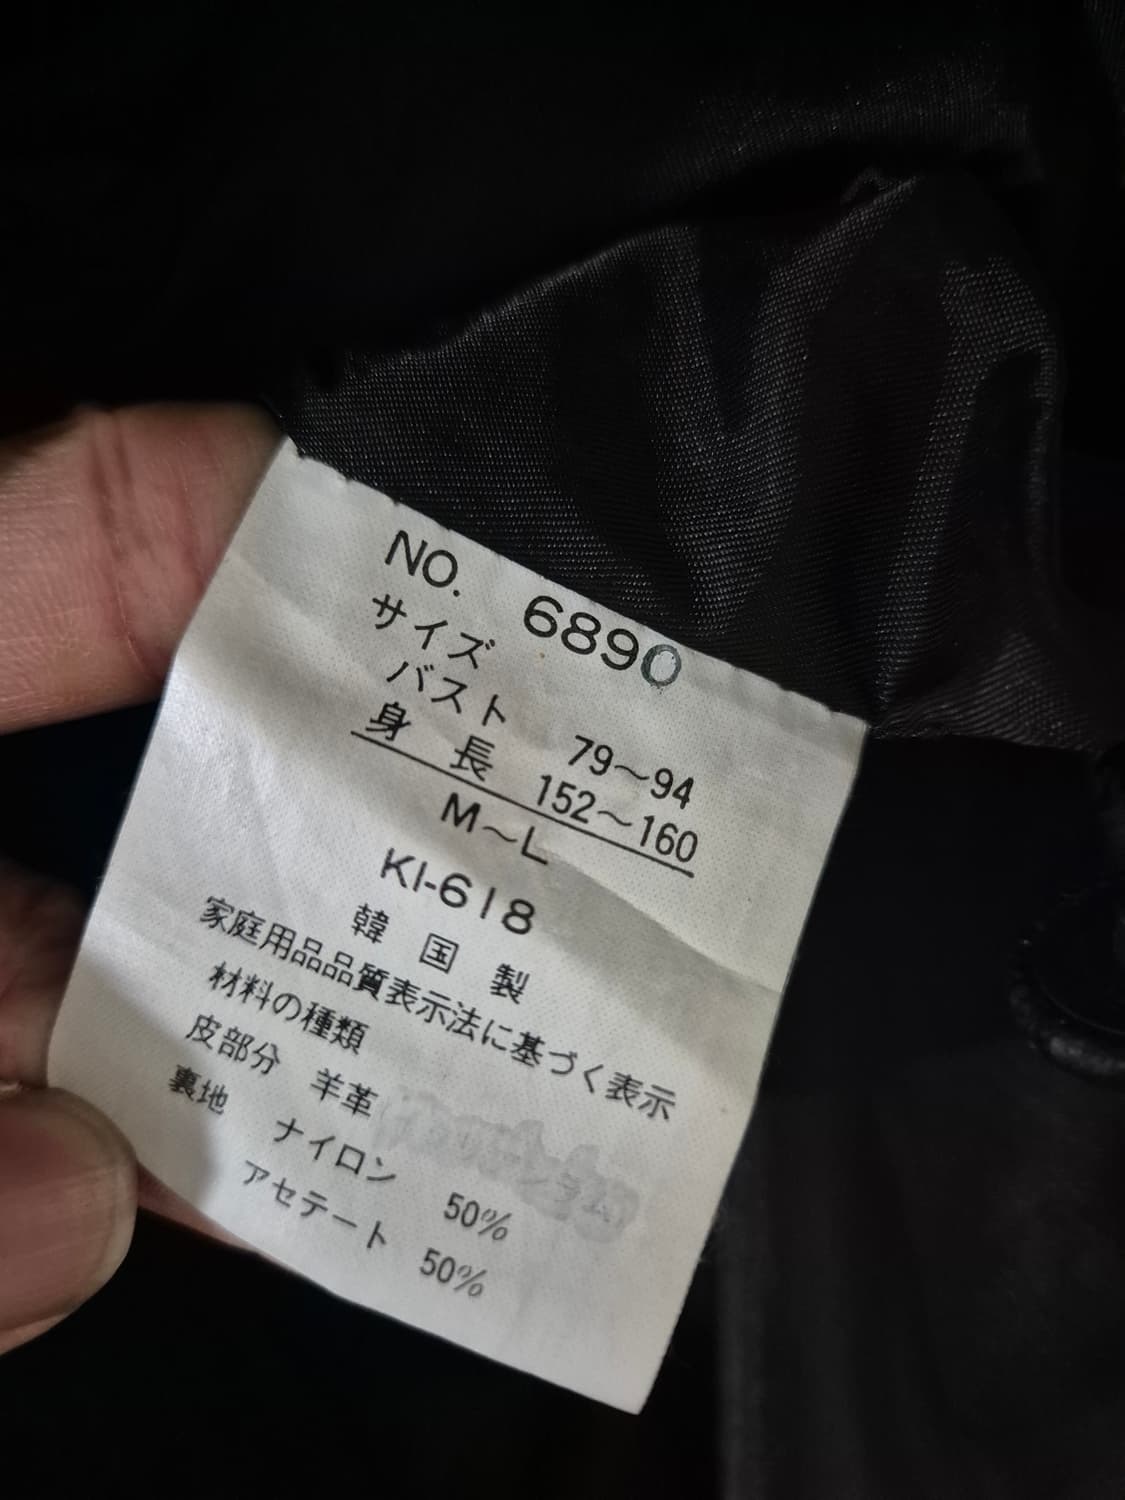 NO. 6890
サイズ
バスト 79～94
身長 152～160
M～L
KI-618
韓国製
家庭用品品質表示法に基づく表示
材料の種類
皮部分 羊革
裏地 ナイロン 50%
アセテート 50%